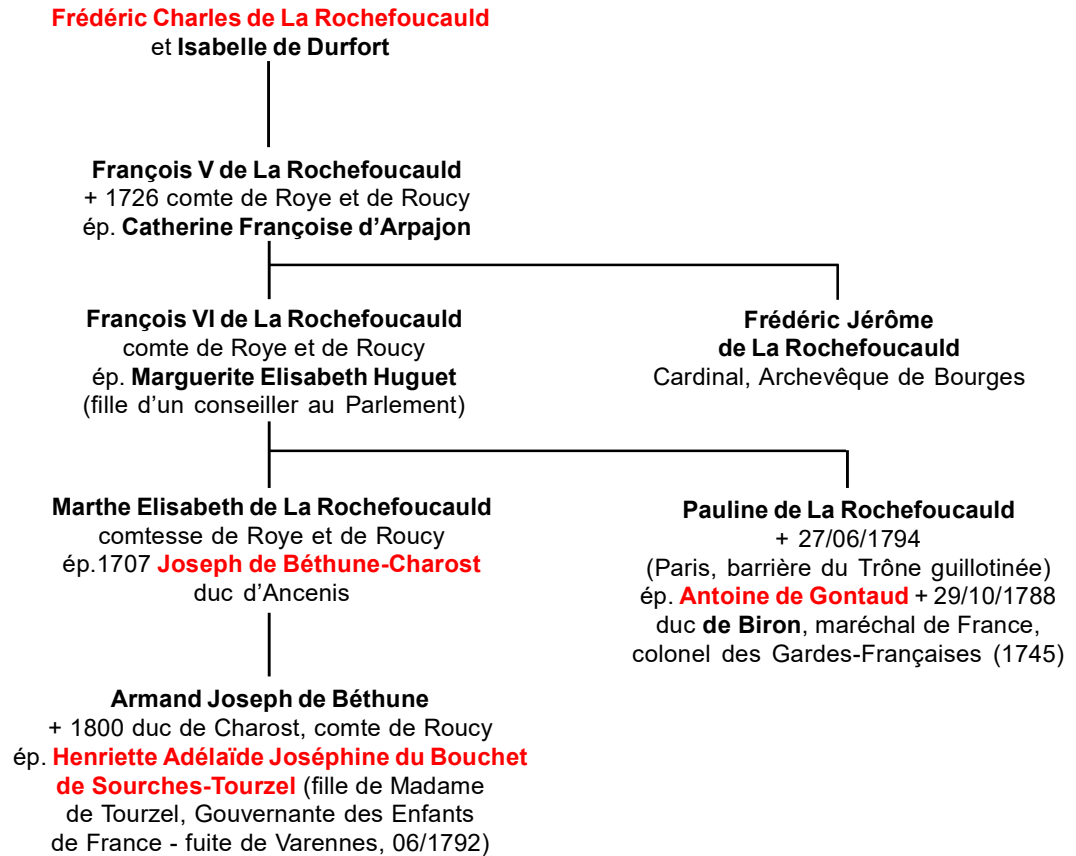 Frédéric Charles de La Rochefoucauld
et Isabelle de Durfort
François V de La Rochefoucauld
+ 1726 comte de Roye et de Roucy
ép. Catherine Françoise d’Arpajon
François VI de La Rochefoucauld
comte de Roye et de Roucy
ép. Marguerite Elisabeth Huguet
(fille d’un conseiller au Parlement)
Frédéric Jérôme
de La Rochefoucauld
Cardinal, Archevêque de Bourges
Marthe Elisabeth de La Rochefoucauld
comtesse de Roye et de Roucy
ép.1707 Joseph de Béthune-Charost
duc d’Ancenis
Pauline de La Rochefoucauld
+ 27/06/1794
(Paris, barrière du Trône guillotinée)
ép. Antoine de Gontaud + 29/10/1788
duc de Biron, maréchal de France,
colonel des Gardes-Françaises (1745)
Armand Joseph de Béthune
+ 1800 duc de Charost, comte de Roucy
ép. Henriette Adélaïde Joséphine du Bouchet
de Sourches-Tourzel (fille de Madame
de Tourzel, Gouvernante des Enfants
de France - fuite de Varennes, 06/1792)